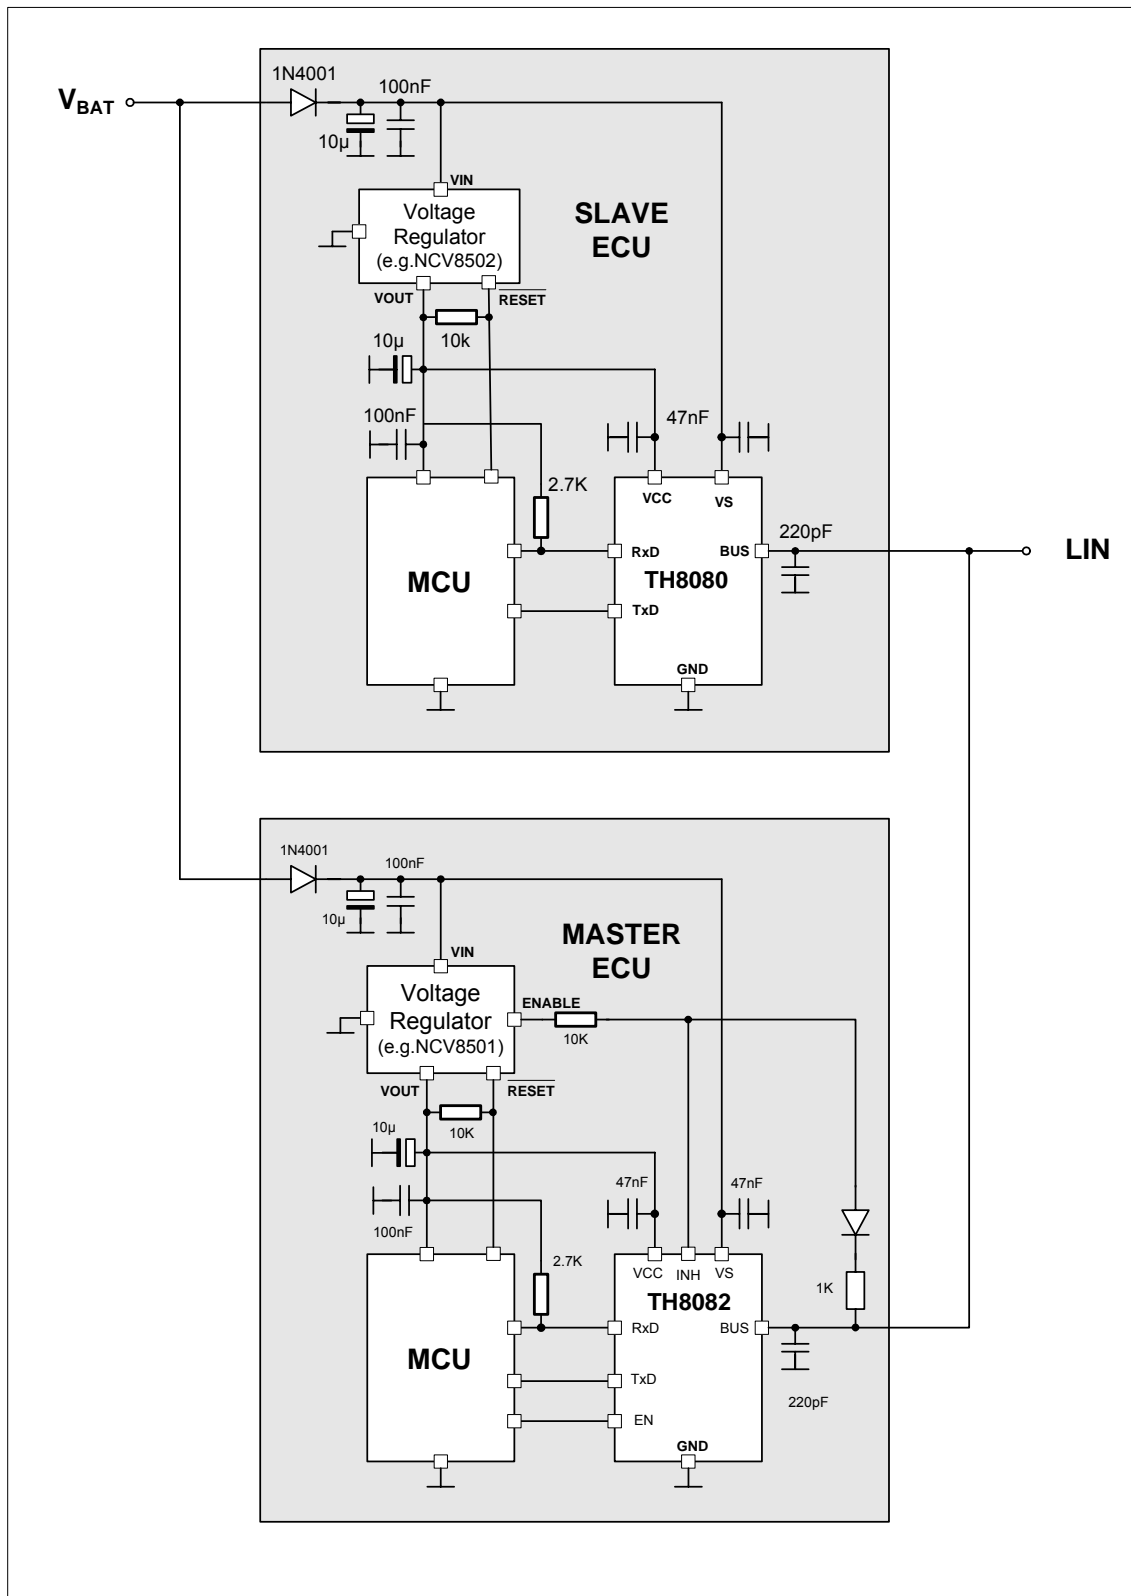 1N4001
100nF
VBAT
10µ
VIN
Voltage
Regulator
(e.g.NCV8502)
SLAVE
ECU
VOUT
RESET
10µ
10k
100nF
47nF
2.7K
VCC
VS
220pF
RxD
BUS
LIN
MCU
TH8080
TxD
GND
1N4001
100nF
10µ
MASTER
ECU
VIN
Voltage
Regulator
(e.g.NCV8501)
ENABLE
10K
VOUT
RESET
10µ
10K
47nF
47nF
100nF
2.7K
VCC
INH
VS
1K
TH8082
RxD
BUS
MCU
TxD
220pF
EN
GND